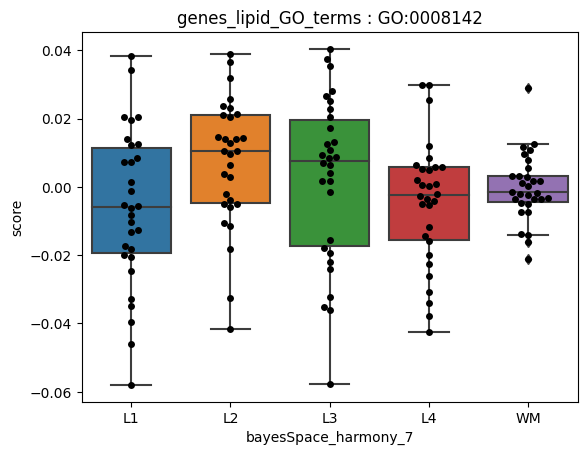 genes_lipid_GO_terms : GO:0008142
0.04
0.02
0.00
−0.02
−0.04
−0.06
score
L1 L2 L3 L4 WM
bayesSpace_harmony_7